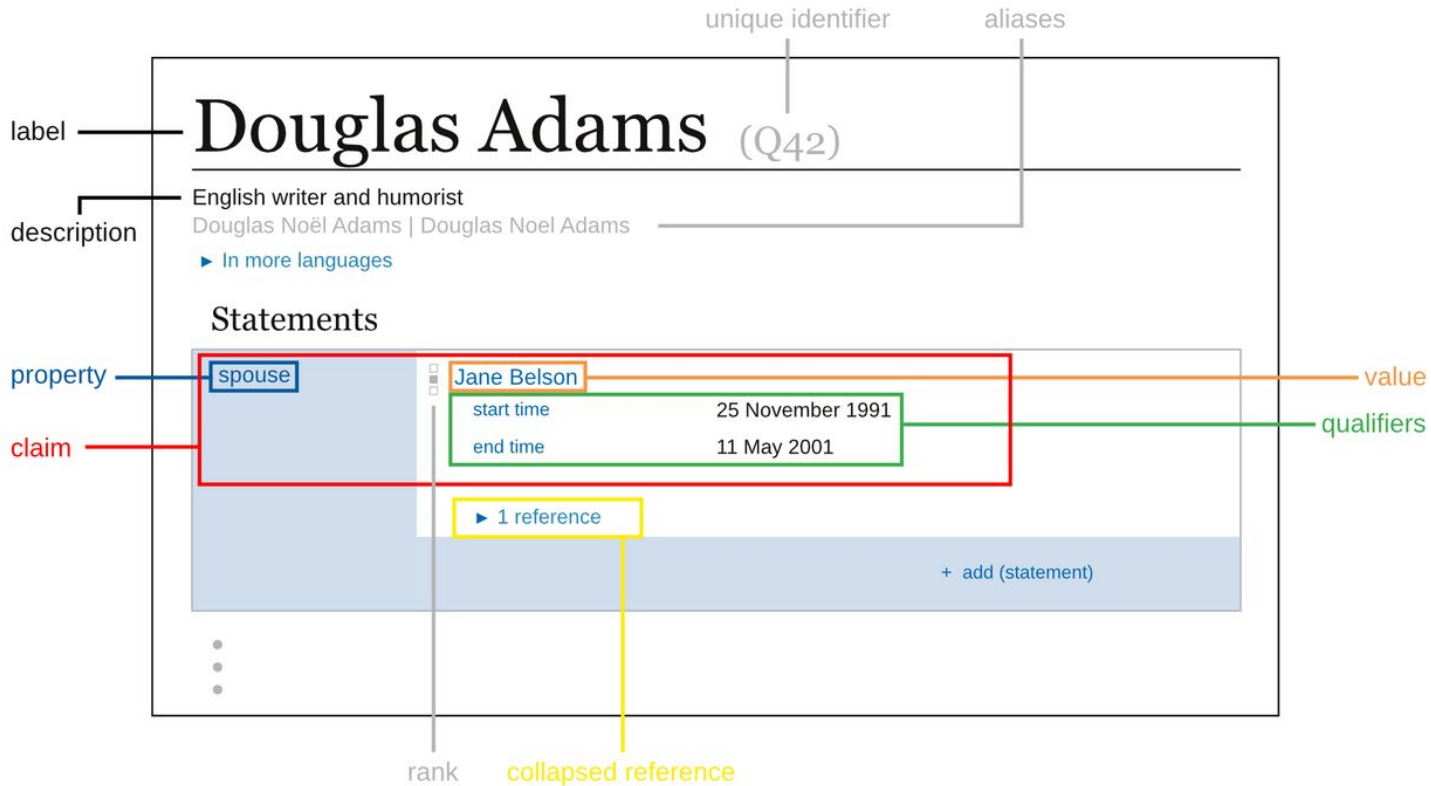 unique identifier
aliases
label
Douglas Adams (Q42)
description
English writer and humorist
Douglas Noël Adams | Douglas Noel Adams
► In more languages
Statements
property
spouse
Jane Belson
value
start time 25 November 1991
qualifiers
claim
end time 11 May 2001
► 1 reference
+ add (statement)
rank
collapsed reference